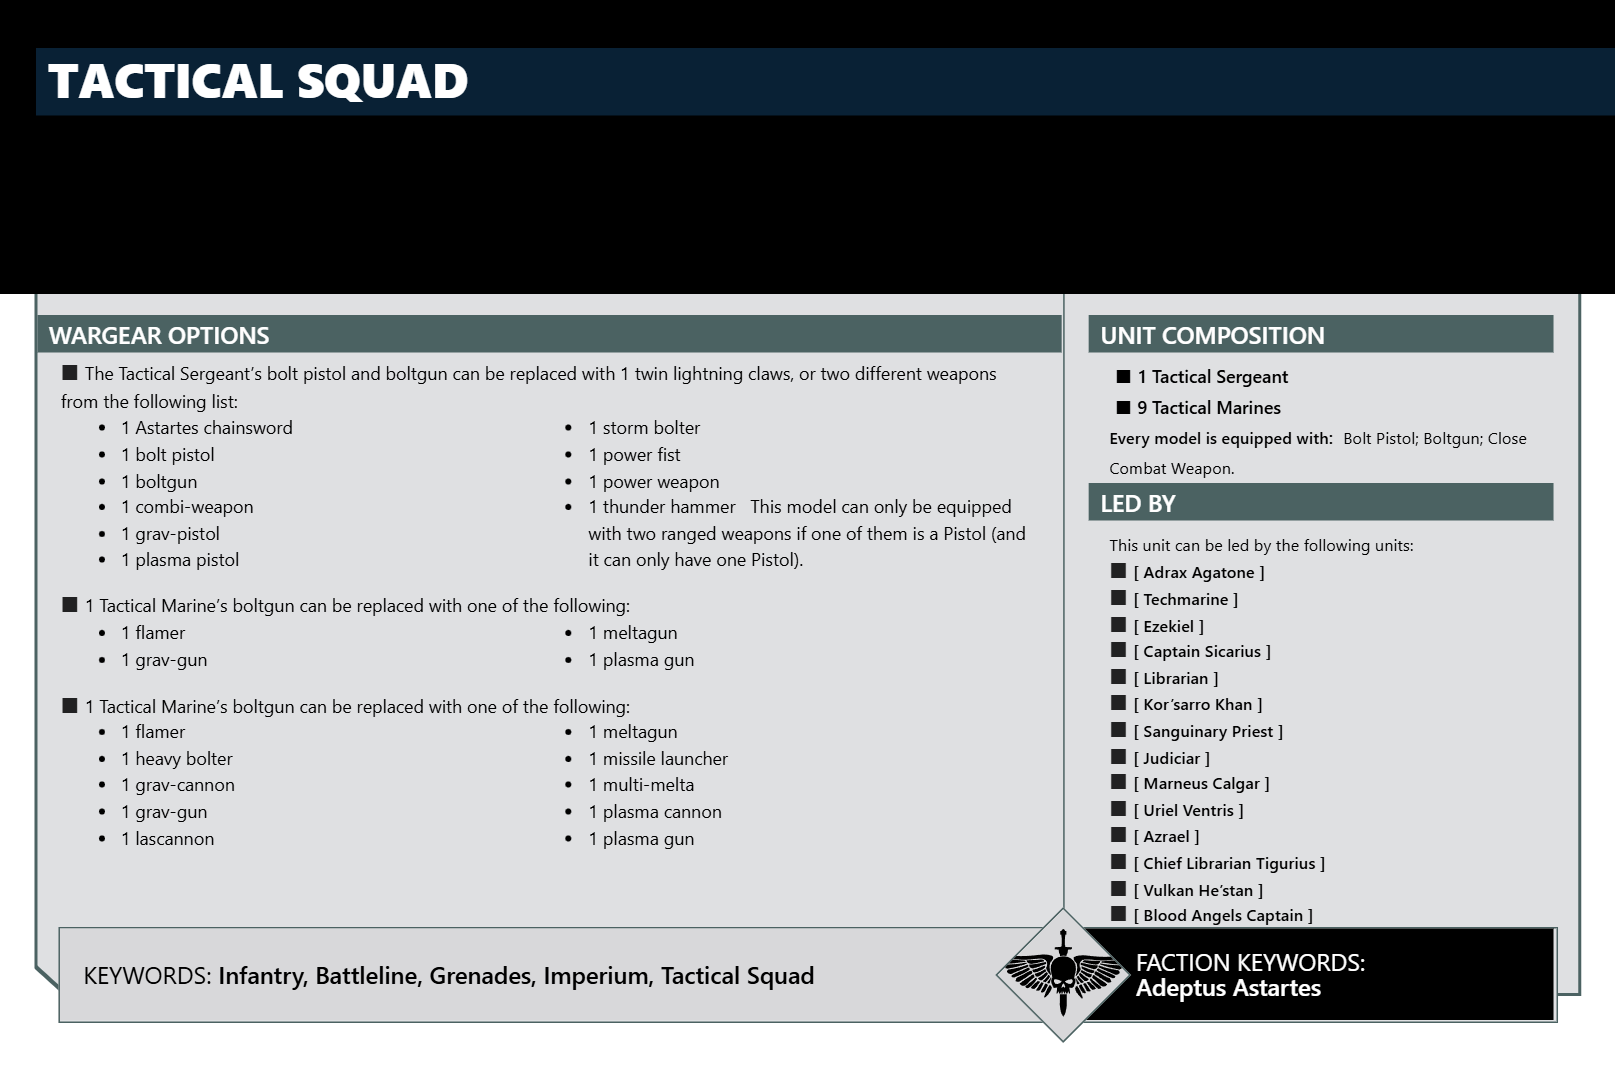 TACTICAL SQUAD
WARGEAR OPTIONS
■ The Tactical Sergeant’s bolt pistol and boltgun can be replaced with 1 twin lightning claws, or two different weapons
from the following list:
• 1 Astartes chainsword
• 1 bolt pistol
• 1 boltgun
• 1 combi-weapon
• 1 grav-pistol
• 1 plasma pistol
• 1 storm bolter
• 1 power fist
• 1 power weapon
• 1 thunder hammer This model can only be equipped
with two ranged weapons if one of them is a Pistol (and
it can only have one Pistol).
■ 1 Tactical Marine’s boltgun can be replaced with one of the following:
• 1 flamer
• 1 grav-gun
• 1 meltagun
• 1 plasma gun
■ 1 Tactical Marine’s boltgun can be replaced with one of the following:
• 1 flamer
• 1 heavy bolter
• 1 grav-cannon
• 1 grav-gun
• 1 lascannon
• 1 meltagun
• 1 missile launcher
• 1 multi-melta
• 1 plasma cannon
• 1 plasma gun
UNIT COMPOSITION
■ 1 Tactical Sergeant
■ 9 Tactical Marines
Every model is equipped with: Bolt Pistol; Boltgun; Close
Combat Weapon.
LED BY
This unit can be led by the following units:
■ [ Adrax Agatone ]
■ [ Techmarine ]
■ [ Ezekiel ]
■ [ Captain Sicarius ]
■ [ Librarian ]
■ [ Kor’sarro Khan ]
■ [ Sanguinary Priest ]
■ [ Judiciar ]
■ [ Marneus Calgar ]
■ [ Uriel Ventris ]
■ [ Azrael ]
■ [ Chief Librarian Tigurius ]
■ [ Vulkan He’stan ]
■ [ Blood Angels Captain ]
KEYWORDS: Infantry, Battleline, Grenades, Imperium, Tactical Squad
FACTION KEYWORDS:
Adeptus Astartes